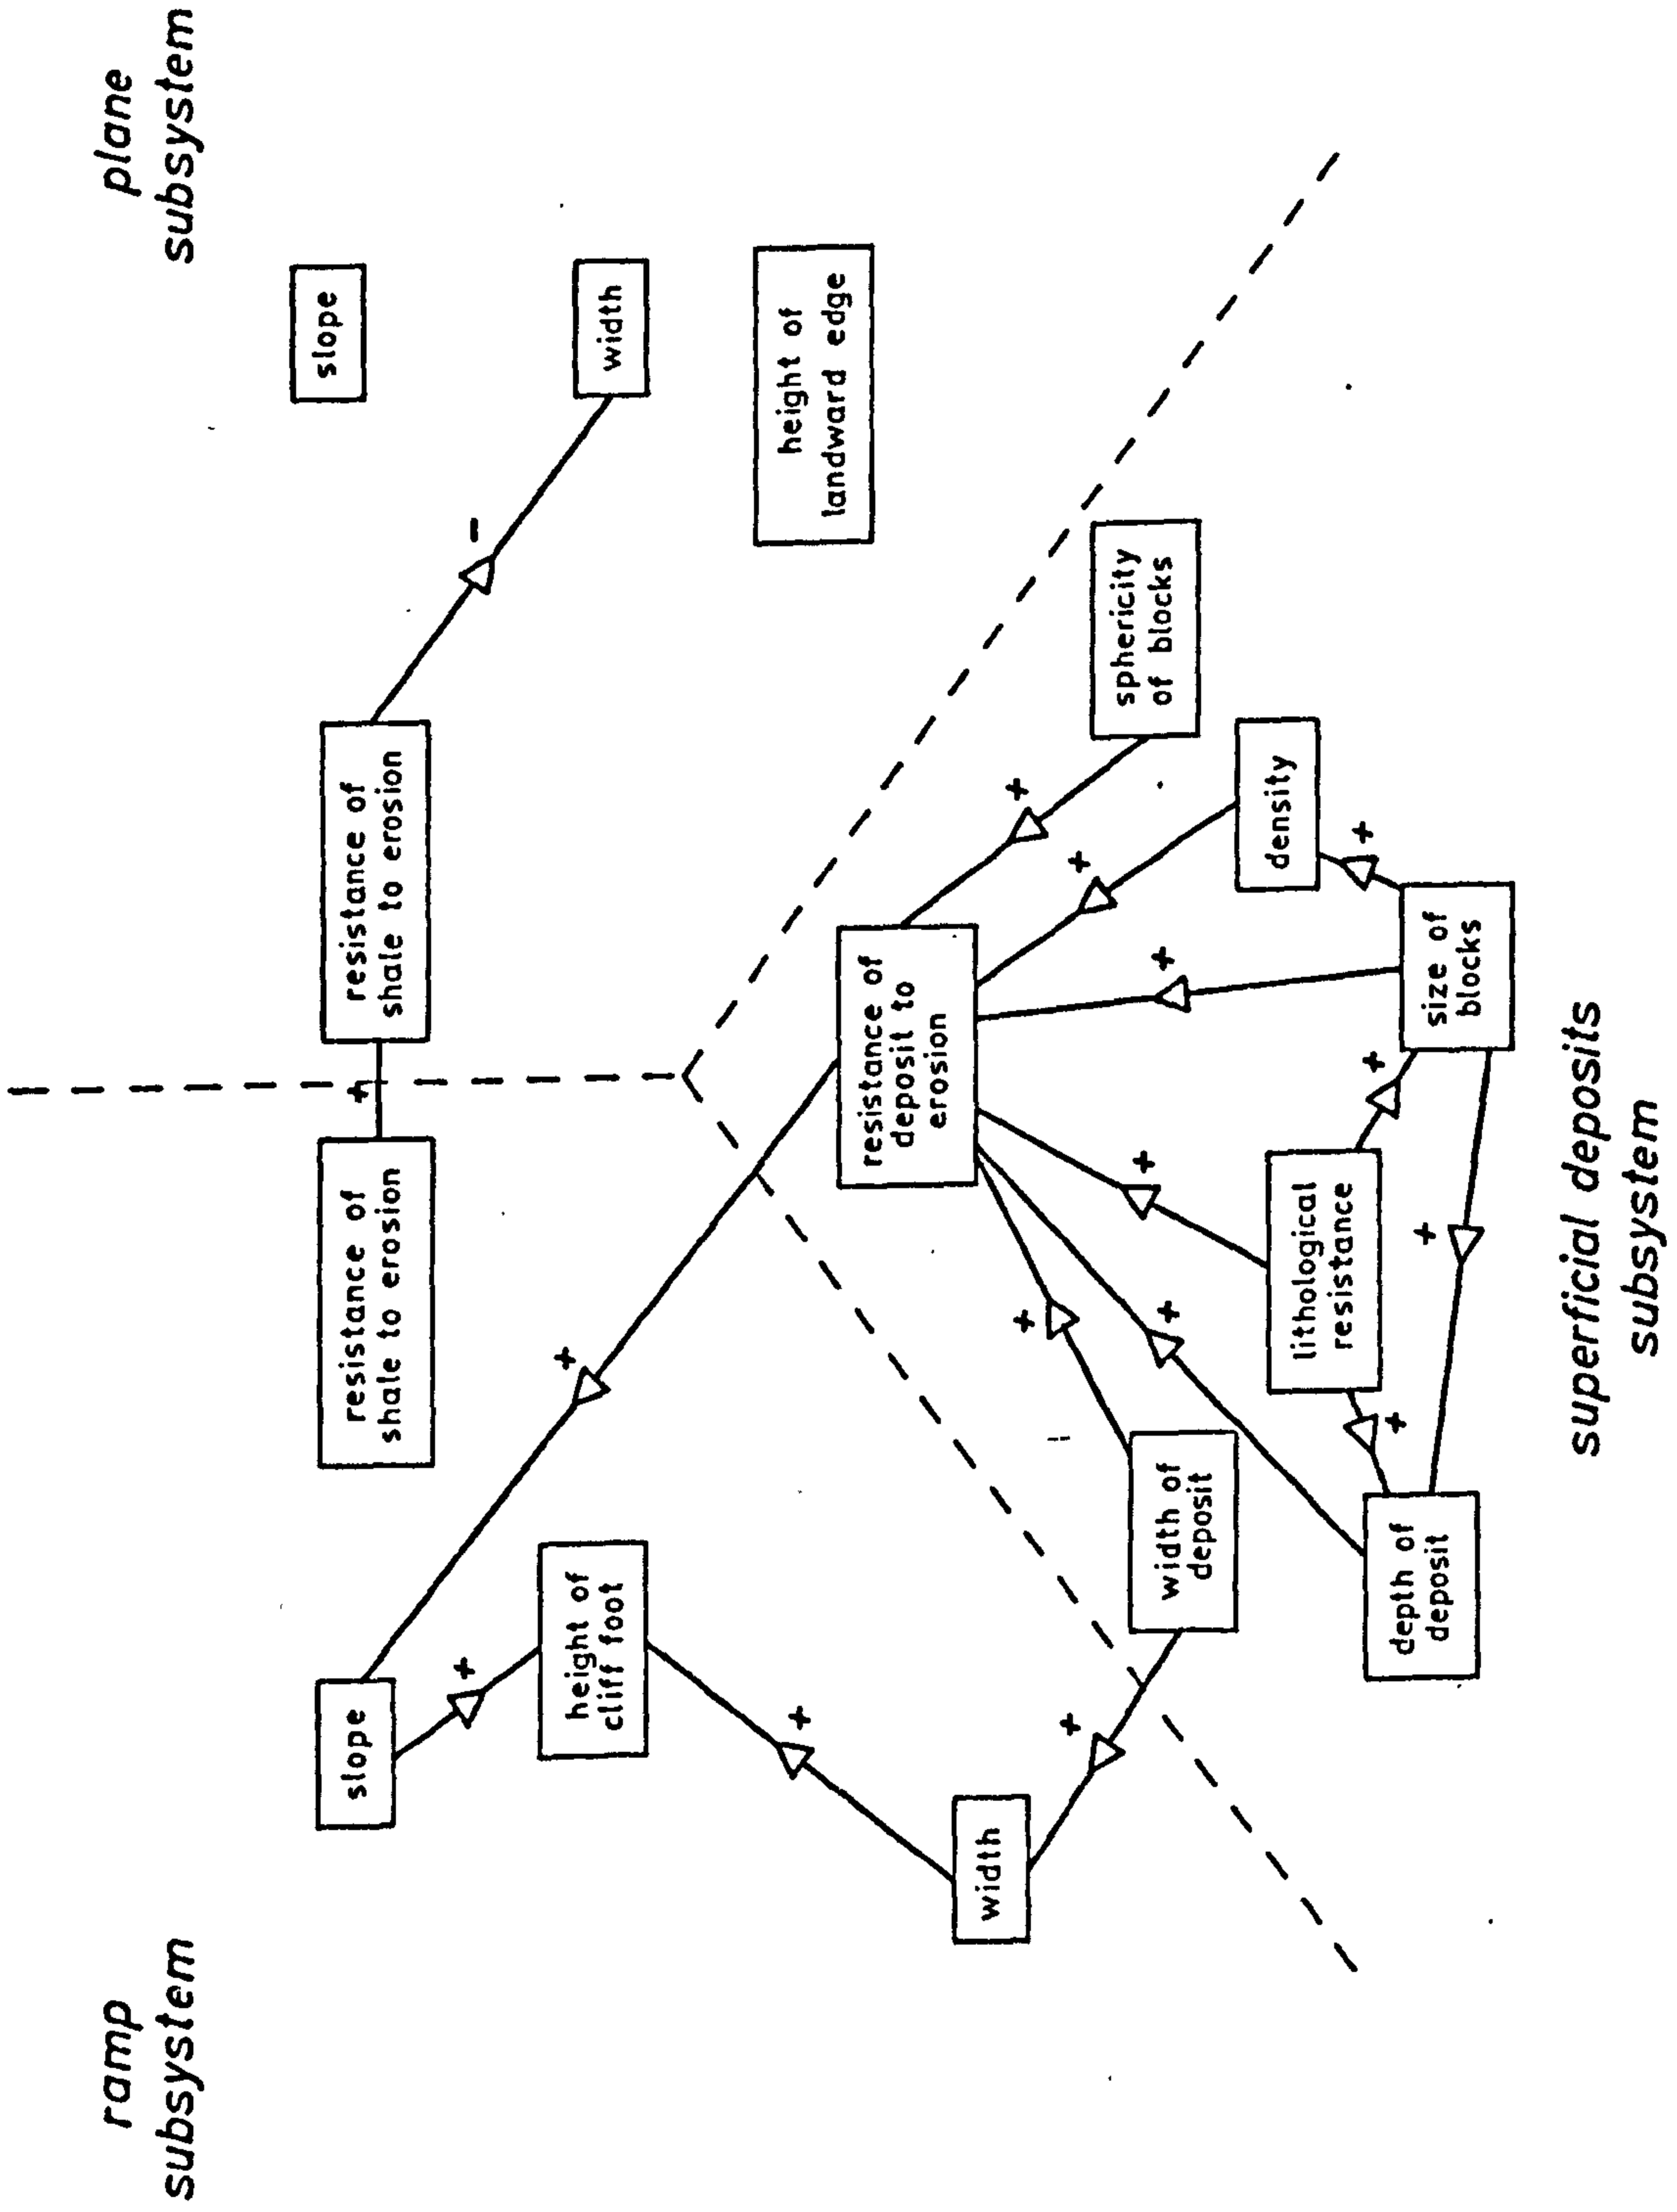 ramp
subsystem
plane
subsystem
slope
resistance of
shale to erosion
+
resistance of
shale to erosion
slope
-
width
+
height of
cliff foot
+
height of
landward edge
+
width
+
resistance of
deposit to
erosion
+
sphericity
of blocks
+
density
+
+
+
+
+
width of
deposit
lithological
resistance
+
size of
blocks
+
+
+
depth of
deposit
superficial deposits
subsystem